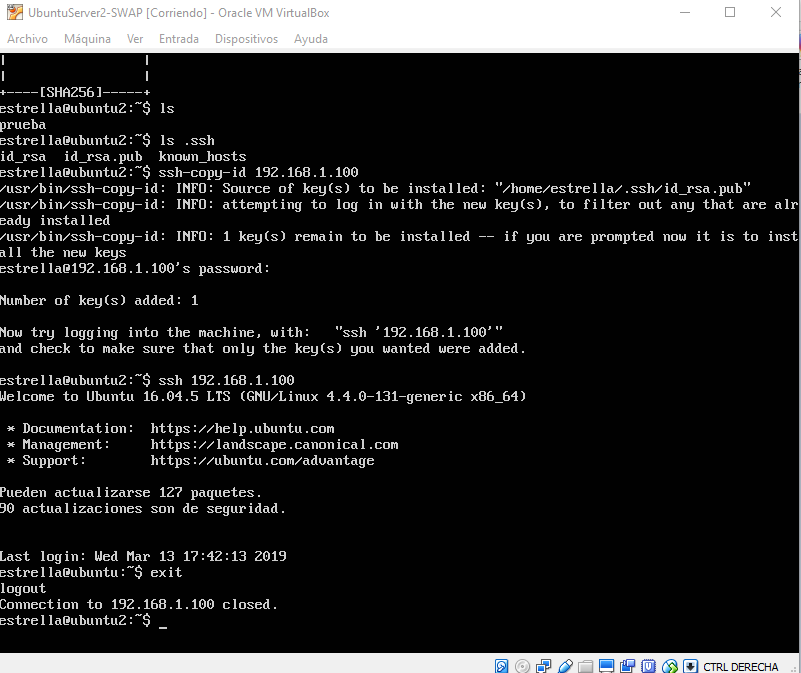 UbuntuServer2-SWAP [Corriendo] - Oracle VM VirtualBox
Archivo Máquina Ver Entrada Dispositivos Ayuda
| |
| |
+----[SHA256]-----+
estrella@ubuntu2:~$ ls
prueba
estrella@ubuntu2:~$ ls .ssh
id_rsa id_rsa.pub known_hosts
estrella@ubuntu2:~$ ssh-copy-id 192.168.1.100
/usr/bin/ssh-copy-id: INFO: Source of key(s) to be installed: "/home/estrella/.ssh/id_rsa.pub"
/usr/bin/ssh-copy-id: INFO: attempting to log in with the new key(s), to filter out any that are alr
eady installed
/usr/bin/ssh-copy-id: INFO: 1 key(s) remain to be installed -- if you are prompted now it is to inst
all the new keys
estrella@192.168.1.100's password:
Number of key(s) added: 1
Now try logging into the machine, with: "ssh '192.168.1.100'"
and check to make sure that only the key(s) you wanted were added.
estrella@ubuntu2:~$ ssh 192.168.1.100
Welcome to Ubuntu 16.04.5 LTS (GNU/Linux 4.4.0-131-generic x86_64)
* Documentation: https://help.ubuntu.com
* Management: https://landscape.canonical.com
* Support: https://ubuntu.com/advantage
Pueden actualizarse 127 paquetes.
90 actualizaciones son de seguridad.
Last login: Wed Mar 13 17:42:13 2019
estrella@ubuntu:~$ exit
logout
Connection to 192.168.1.100 closed.
estrella@ubuntu2:~$ _
CTRL DERECHA